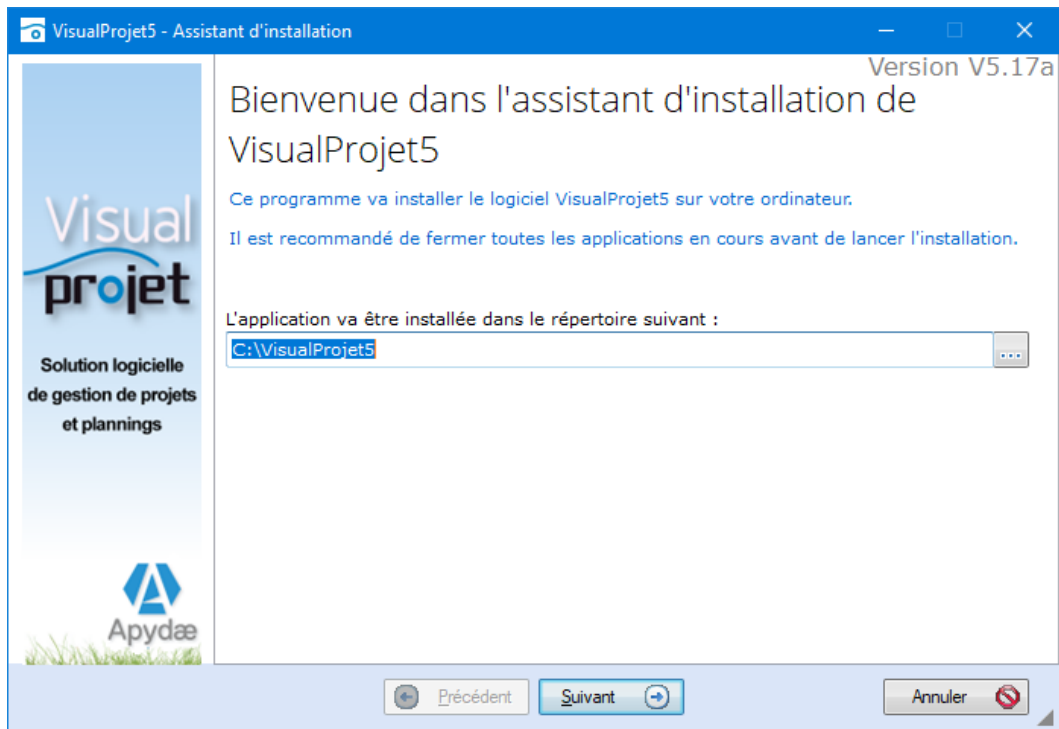 VisualProjet5 - Assistant d'installation
Version V5.17a
Bienvenue dans l'assistant d'installation de
VisualProjet5
Ce programme va installer le logiciel VisualProjet5 sur votre ordinateur.
Il est recommandé de fermer toutes les applications en cours avant de lancer l'installation.
L'application va être installée dans le répertoire suivant :
C:\VisualProjet5
...
Visual
projet
Solution logicielle
de gestion de projets
et plannings
Apydæ
Précédent
Suivant
Annuler